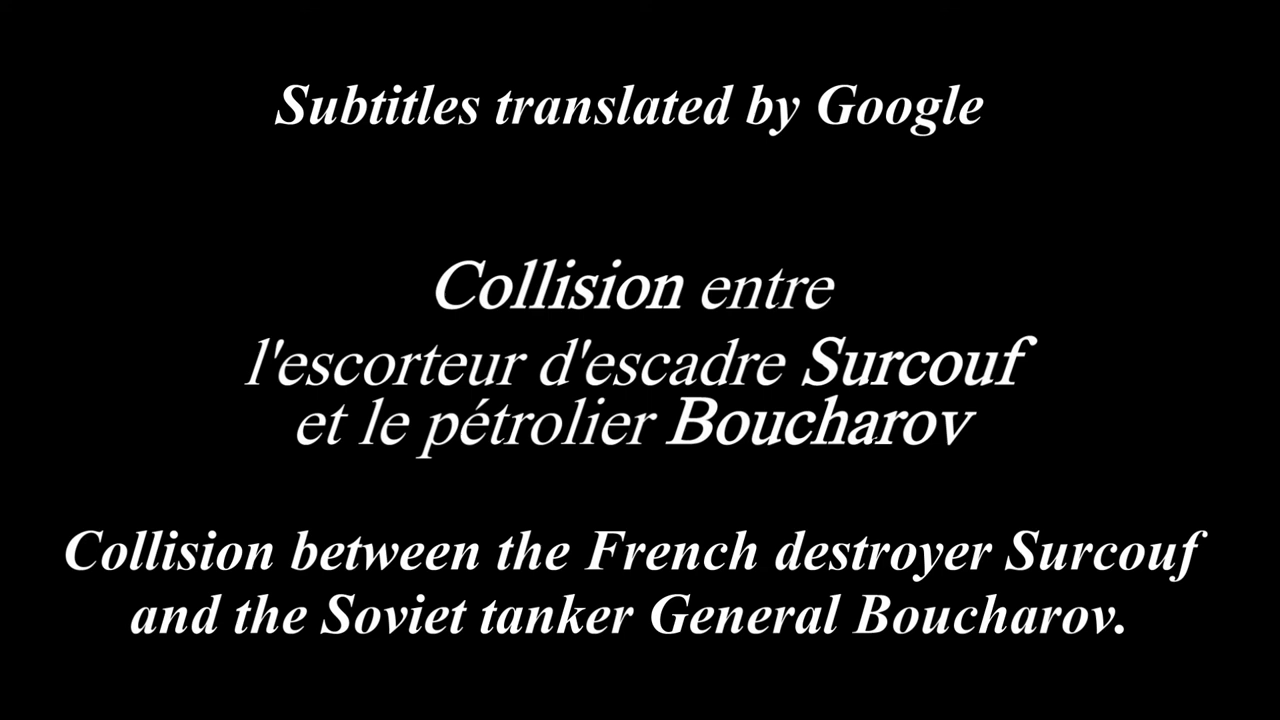 Subtitles translated by Google
Collision entre
l'escorteur d'escadre Surcouf
et le pétrolier Boucharov
Collision between the French destroyer Surcouf
and the Soviet tanker General Boucharov.